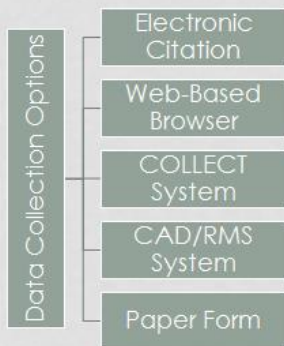 Data Collection Options
Electronic
Citation
Web-Based
Browser
COLLECT
System
CAD/RMS
System
Paper Form